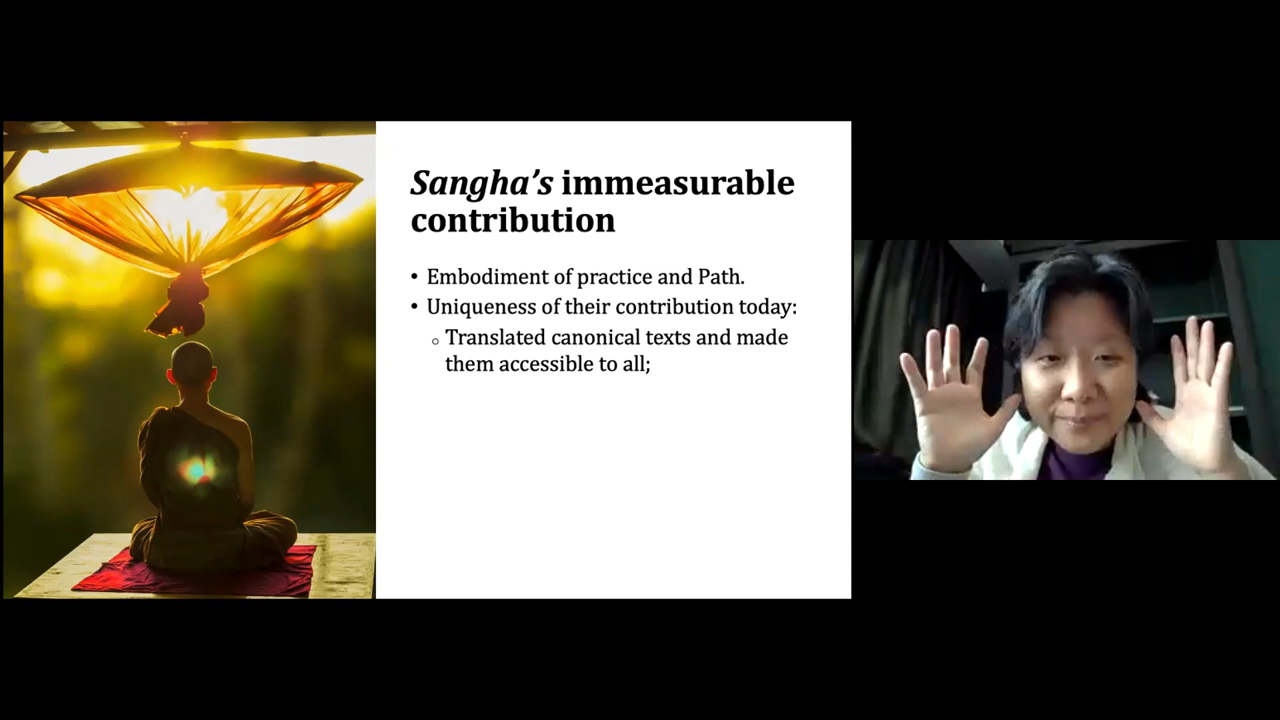 Sangha’s immeasurable
contribution
• Embodiment of practice and Path.
• Uniqueness of their contribution today:
o Translated canonical texts and made
them accessible to all;